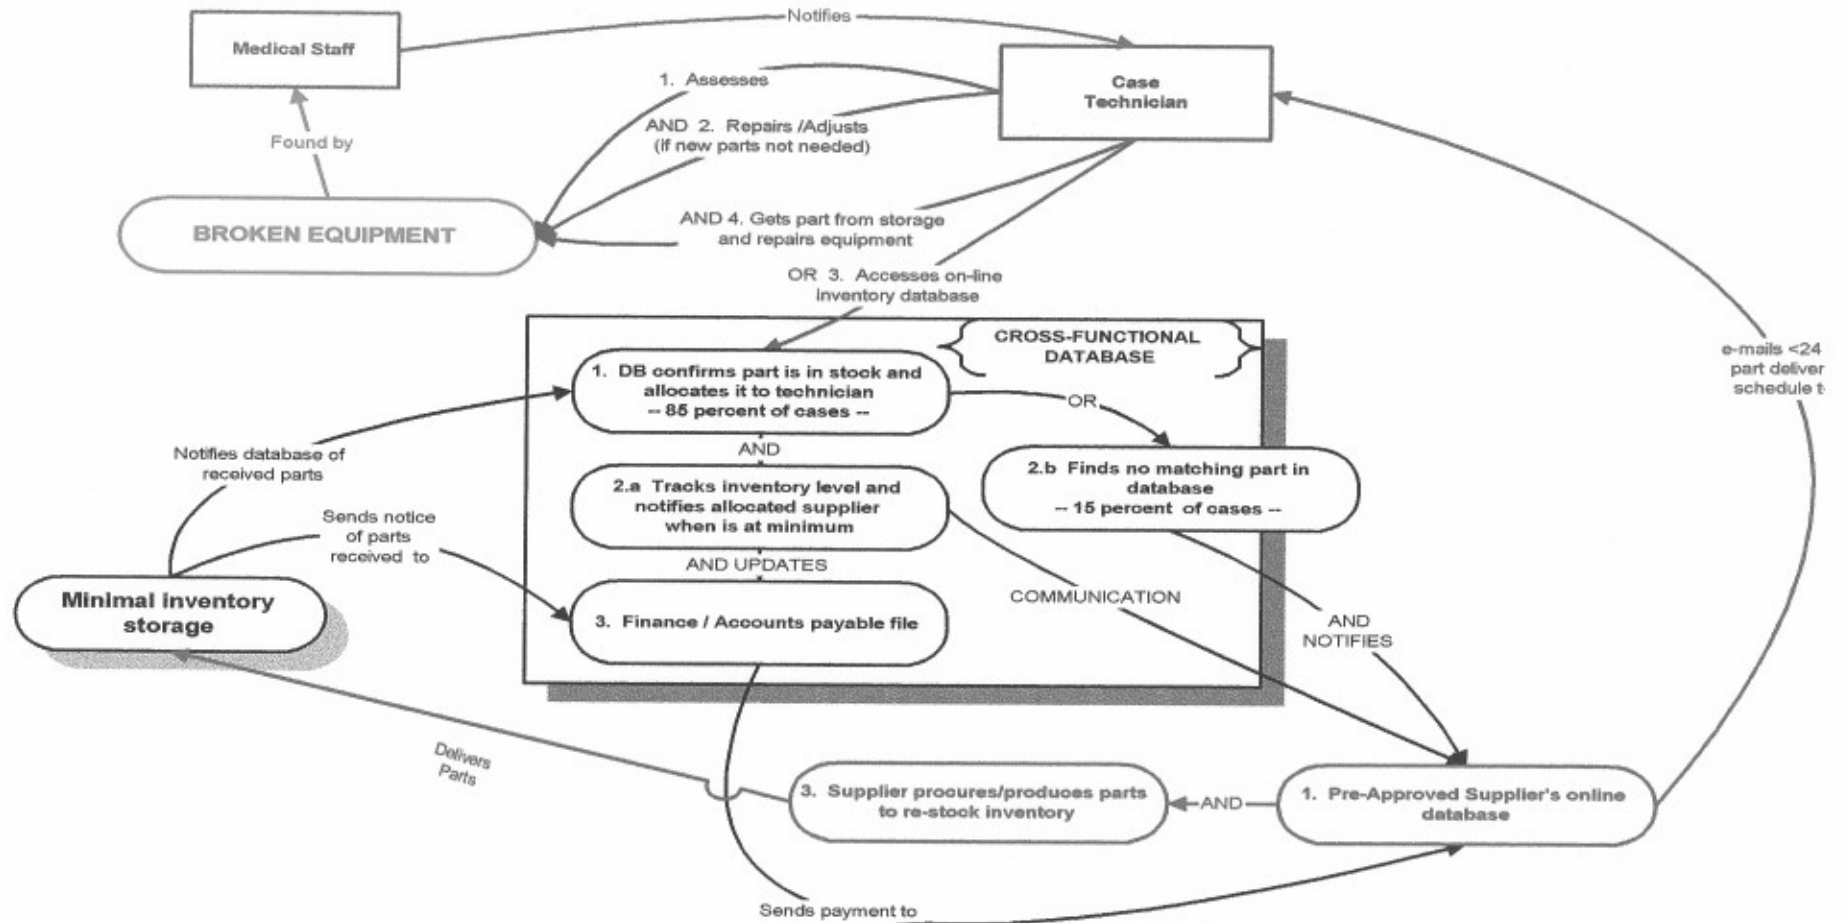 Notifies
Medical Staff
Case
Technician
1. Assesses
AND 2. Repairs /Adjusts
(if new parts not needed)
Found by
BROKEN EQUIPMENT
AND 4. Gets part from storage
and repairs equipment
OR 3. Accesses on-line
Inventory database
CROSS-FUNCTIONAL
DATABASE
e-mails <24
part deliver
schedule t
1. DB confirms part is in stock and
allocates it to technician
-- 85 percent of cases --
OR
AND
Notifies database of
received parts
2.b Finds no matching part in
database
-- 15 percent of cases --
2.a Tracks inventory level and
notifies allocated supplier
when is at minimum
Sends notice
of parts
received to
AND UPDATES
COMMUNICATION
Minimal inventory
storage
3. Finance / Accounts payable file
AND
NOTIFIES
Delivers
Parts
3. Supplier procures/produces parts
to re-stock inventory
AND
1. Pre-Approved Supplier's online
database
Sends payment to